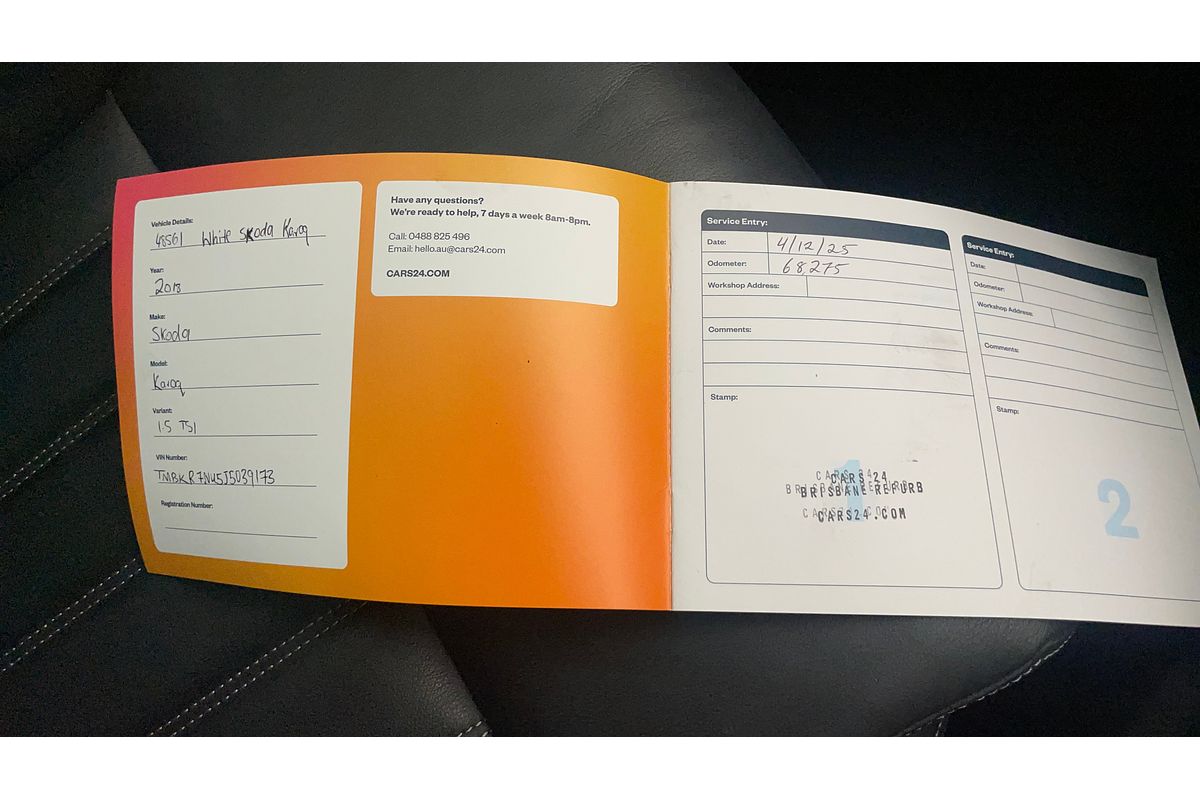 Vehicle Details:
48561 White Skoda Karoq
Year:
2018
Make:
Skoda
Model:
Karoq
Variant:
1.5 TSI
VIN Number:
TMBKR7NU5J5039173
Registration Number:
Have any questions?
We're ready to help, 7 days a week 8am-8pm.
Call: 0488 825 496
Email: hello.au@cars24.com
CARS24.COM
Service Entry:
Date: 4/12/25
Odometer: 68,275
Workshop Address:
Comments:
Stamp:
1
CARS 24
BRISBANE REFURB
CARS24.COM
Service Entry:
Date:
Odometer:
Workshop Address:
Comments:
Stamp:
2